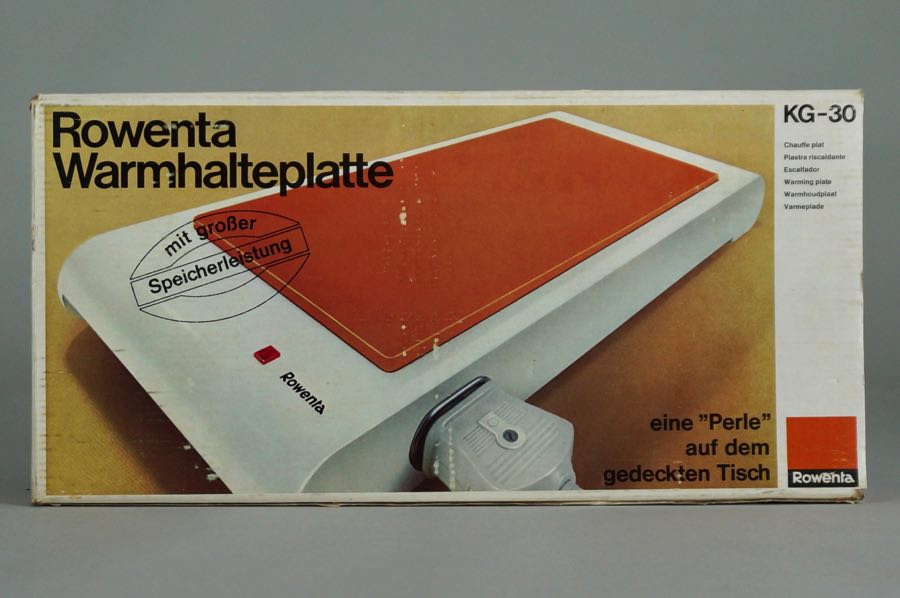 Rowenta
Warmhalteplatte
mit großer
Speicherleistung
Rowenta
eine ”Perle”
auf dem
gedeckten Tisch
KG-30
Chauffe plat
Piastra riscaldante
Escaltador
Warming plate
Warmhoudplaat
Varmeplade
Rowenta